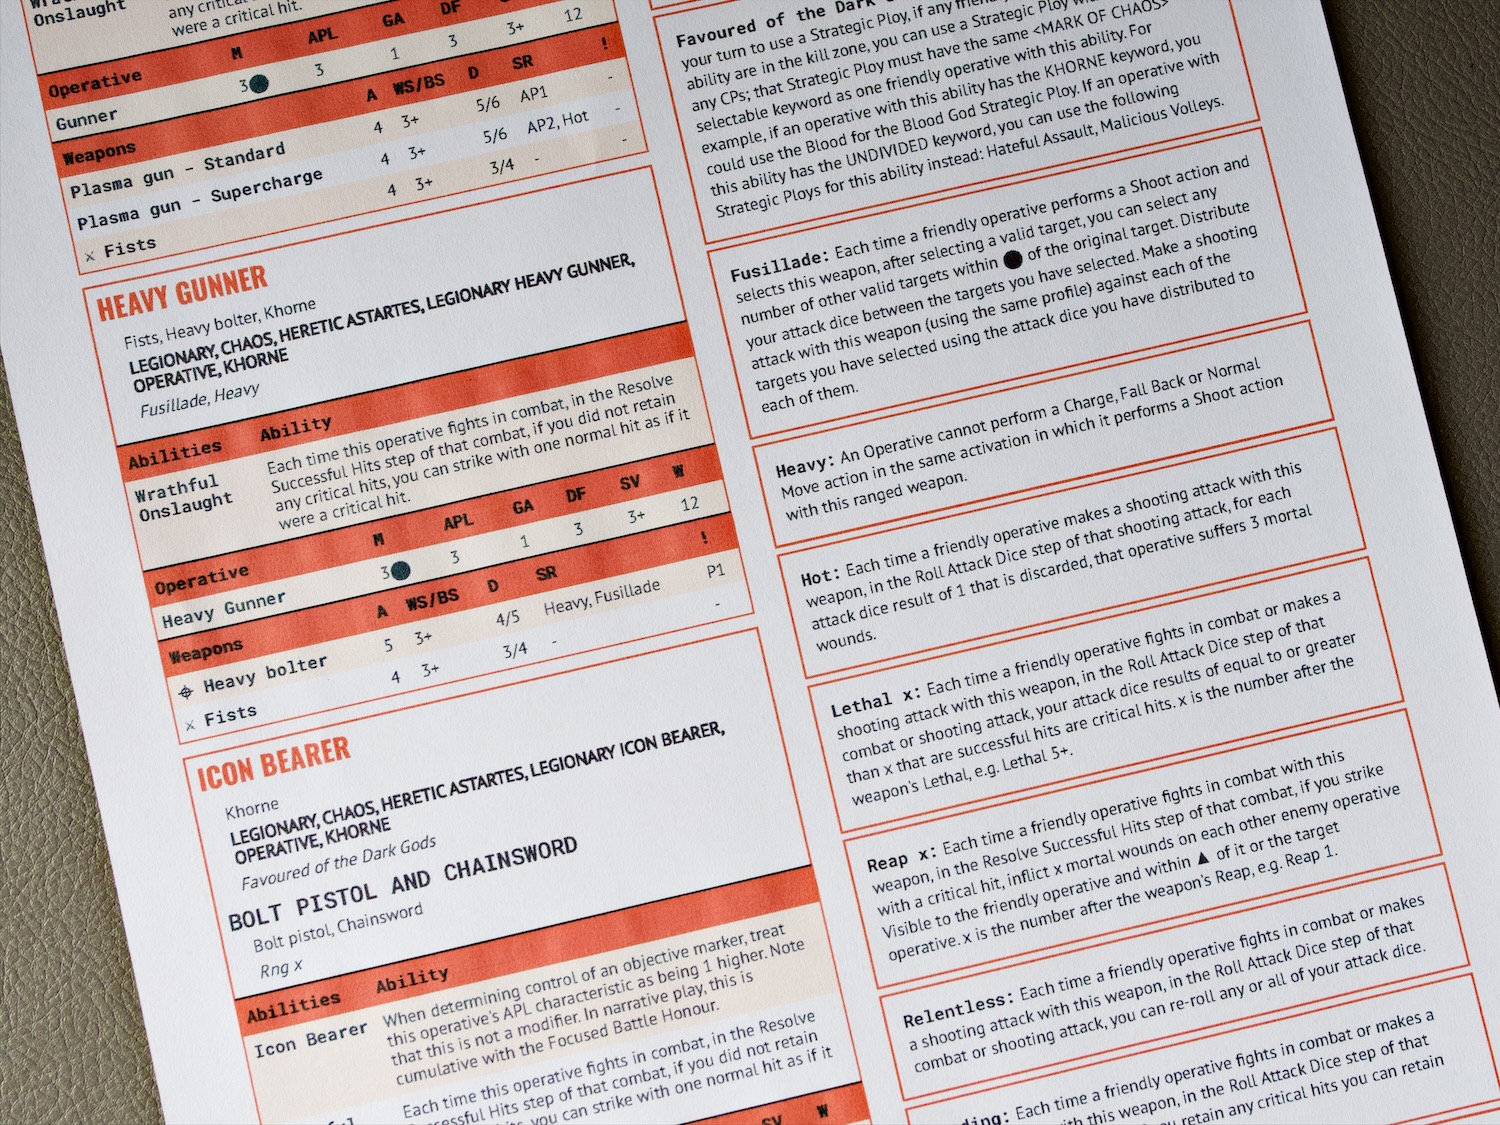 Onslaught
any critical
were a critical hit.
M APL GA DF
Operative
Gunner 3 3 1 3 3+ 12
Weapons A WS/BS D SR !
Plasma gun – Standard 4 3+ 5/6 AP1 -
Plasma gun – Supercharge 4 3+ 5/6 AP2, Hot -
x Fists 4 3+ 3/4 - -
HEAVY GUNNER
Fists, Heavy bolter, Khorne
LEGIONARY, CHAOS, HERETIC ASTARTES, LEGIONARY HEAVY GUNNER,
OPERATIVE, KHORNE
Fusillade, Heavy
Abilities Ability
Wrathful
Onslaught
Each time this operative fights in combat, in the Resolve
Successful Hits step of that combat, if you did not retain
any critical hits, you can strike with one normal hit as if it
were a critical hit.
Operative M APL GA DF SV W
Heavy Gunner 3 3 1 3 3+ 12
Weapons A WS/BS D SR !
Heavy bolter 5 3+ 4/5 Heavy, Fusillade P1
x Fists 4 3+ 3/4 - -
ICON BEARER
Khorne
LEGIONARY, CHAOS, HERETIC ASTARTES, LEGIONARY ICON BEARER,
OPERATIVE, KHORNE
Favoured of the Dark Gods
BOLT PISTOL AND CHAINSWORD
Bolt pistol, Chainsword
Rng x
Abilities Ability
Icon Bearer
When determining control of an objective marker, treat
this operative's APL characteristic as being 1 higher. Note
that this is not a modifier. In narrative play, this is
cumulative with the Focused Battle Honour.
Each time this operative fights in combat, in the Resolve
Successful Hits step of that combat, if you did not retain
you can strike with one normal hit as if it
SV W
Favoured of the Dark
your turn to use a Strategic Ploy, if any friendly
ability are in the kill zone, you can use a Strategic Ploy
any CPs; that Strategic Ploy must have the same <MARK OF CHAOS>
selectable keyword as one friendly operative with this ability. For
example, if an operative with this ability has the KHORNE keyword, you
could use the Blood for the Blood God Strategic Ploy. If an operative with
this ability has the UNDIVIDED keyword, you can use the following
Strategic Ploys for this ability instead: Hateful Assault, Malicious Volleys.
Fusillade: Each time a friendly operative performs a Shoot action and
selects this weapon, after selecting a valid target, you can select any
number of other valid targets within of the original target. Distribute
your attack dice between the targets you have selected. Make a shooting
attack with this weapon (using the same profile) against each of the
targets you have selected using the attack dice you have distributed to
each of them.
Heavy: An Operative cannot perform a Charge, Fall Back or Normal
Move action in the same activation in which it performs a Shoot action
with this ranged weapon.
Hot: Each time a friendly operative makes a shooting attack with this
weapon, in the Roll Attack Dice step of that shooting attack, for each
attack dice result of 1 that is discarded, that operative suffers 3 mortal
wounds.
Lethal x: Each time a friendly operative fights in combat or makes a
shooting attack with this weapon, in the Roll Attack Dice step of that
combat or shooting attack, your attack dice results of equal to or greater
than x that are successful hits are critical hits. x is the number after the
weapon's Lethal, e.g. Lethal 5+.
Reap x: Each time a friendly operative fights in combat with this
weapon, in the Resolve Successful Hits step of that combat, if you strike
with a critical hit, inflict x mortal wounds on each other enemy operative
Visible to the friendly operative and within ▲ of it or the target
operative. x is the number after the weapon's Reap, e.g. Reap 1.
Relentless: Each time a friendly operative fights in combat or makes
a shooting attack with this weapon, in the Roll Attack Dice step of that
combat or shooting attack, you can re-roll any or all of your attack dice.
Each time a friendly operative fights in combat or makes a
with this weapon, in the Roll Attack Dice step of that
retain any critical hits you can retain